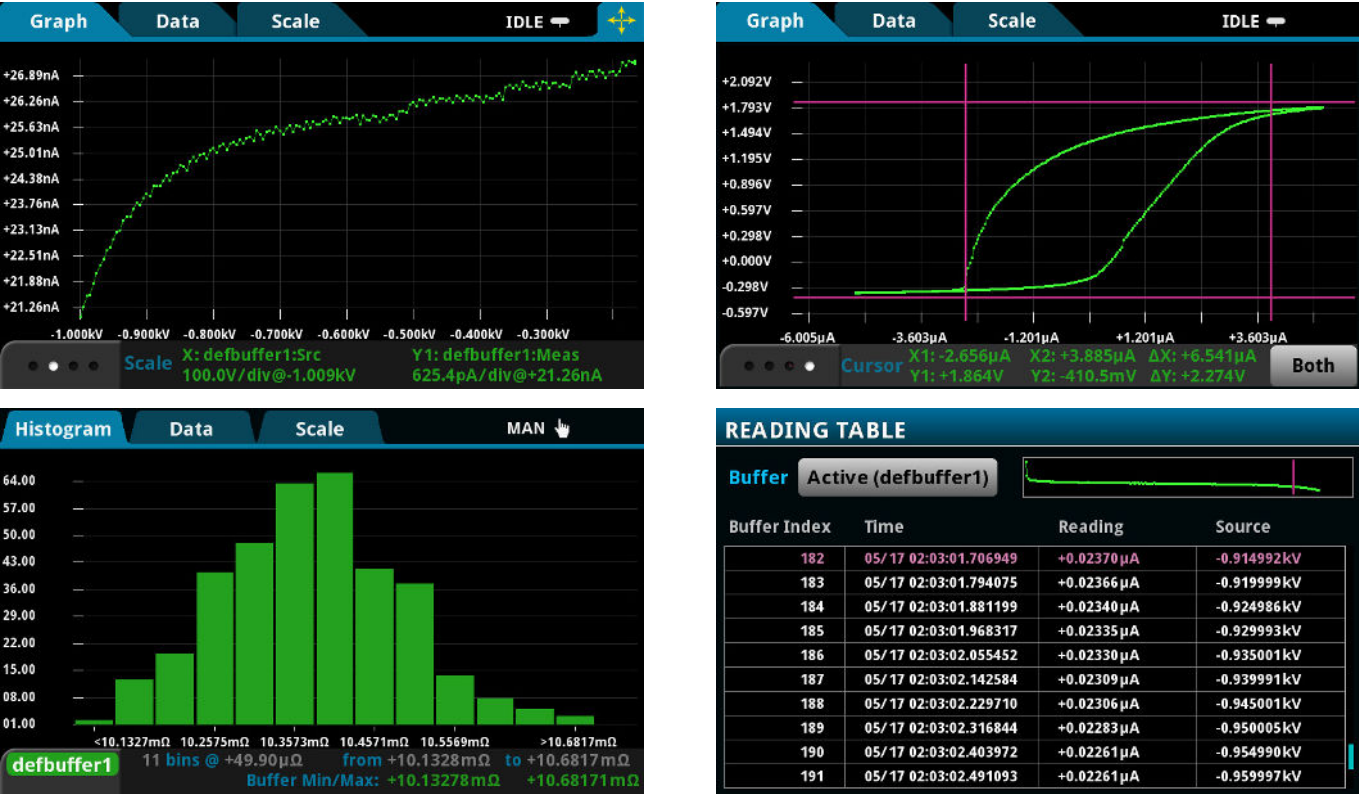 Graph Data Scale IDLE
+26.89nA
+26.26nA
+25.63nA
+25.01nA
+24.38nA
+23.76nA
+23.13nA
+22.51nA
+21.88nA
+21.26nA
-1.000kV -0.900kV -0.800kV -0.700kV -0.600kV -0.500kV -0.400kV -0.300kV
Scale X: defbuffer1:Src Y1: defbuffer1:Meas
100.0V/div@-1.009kV 625.4pA/div@+21.26nA
Graph Data Scale IDLE
+2.092V
+1.793V
+1.494V
+1.195V
+0.896V
+0.597V
+0.298V
+0.000V
-0.298V
-0.597V
-6.005µA -3.603µA -1.201µA +1.201µA +3.603µA
Cursor X1: -2.656µA X2: +3.885µA ΔX: +6.541µA
Y1: +1.864V Y2: -410.5mV ΔY: +2.274V
Both
Histogram Data Scale MAN
64.00
57.00
50.00
43.00
36.00
29.00
22.00
15.00
08.00
01.00
<10.1327mΩ 10.2575mΩ 10.3573mΩ 10.4571mΩ 10.5569mΩ >10.6817mΩ
defbuffer1 11 bins @ +49.90µΩ from +10.1328mΩ to +10.6817mΩ
Buffer Min/Max: +10.13278mΩ +10.68171mΩ
READING TABLE
Buffer Active (defbuffer1)
Buffer Index Time Reading Source
182 05/17 02:03:01.706949 +0.02370µA -0.914992kV
183 05/17 02:03:01.794075 +0.02366µA -0.919999kV
184 05/17 02:03:01.881199 +0.02340µA -0.924986kV
185 05/17 02:03:01.968317 +0.02335µA -0.929993kV
186 05/17 02:03:02.055452 +0.02330µA -0.935001kV
187 05/17 02:03:02.142584 +0.02309µA -0.939991kV
188 05/17 02:03:02.229710 +0.02306µA -0.945001kV
189 05/17 02:03:02.316844 +0.02283µA -0.950005kV
190 05/17 02:03:02.403972 +0.02261µA -0.954990kV
191 05/17 02:03:02.491093 +0.02261µA -0.959997kV